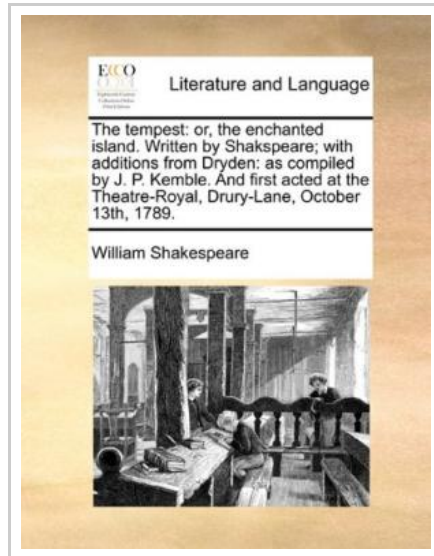 ECCO
Literature and Language
The tempest: or, the enchanted
island. Written by Shakspeare; with
additions from Dryden: as compiled
by J. P. Kemble. And first acted at the
Theatre-Royal, Drury-Lane, October
13th, 1789.
William Shakespeare